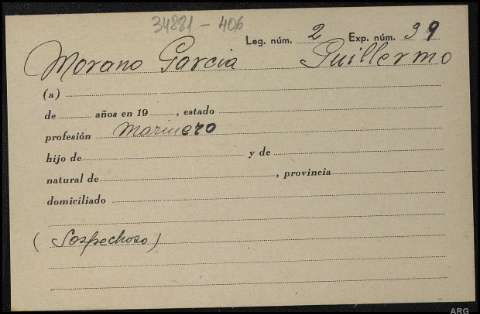 34881-406
Leg. núm. 2 Exp. núm. 39
Morano Garcia Guillermo
(a)
de años en 19 , estado
profesión Marinero
hijo de y de
natural de , provincia
domiciliado
(Sospechoso)
ARG